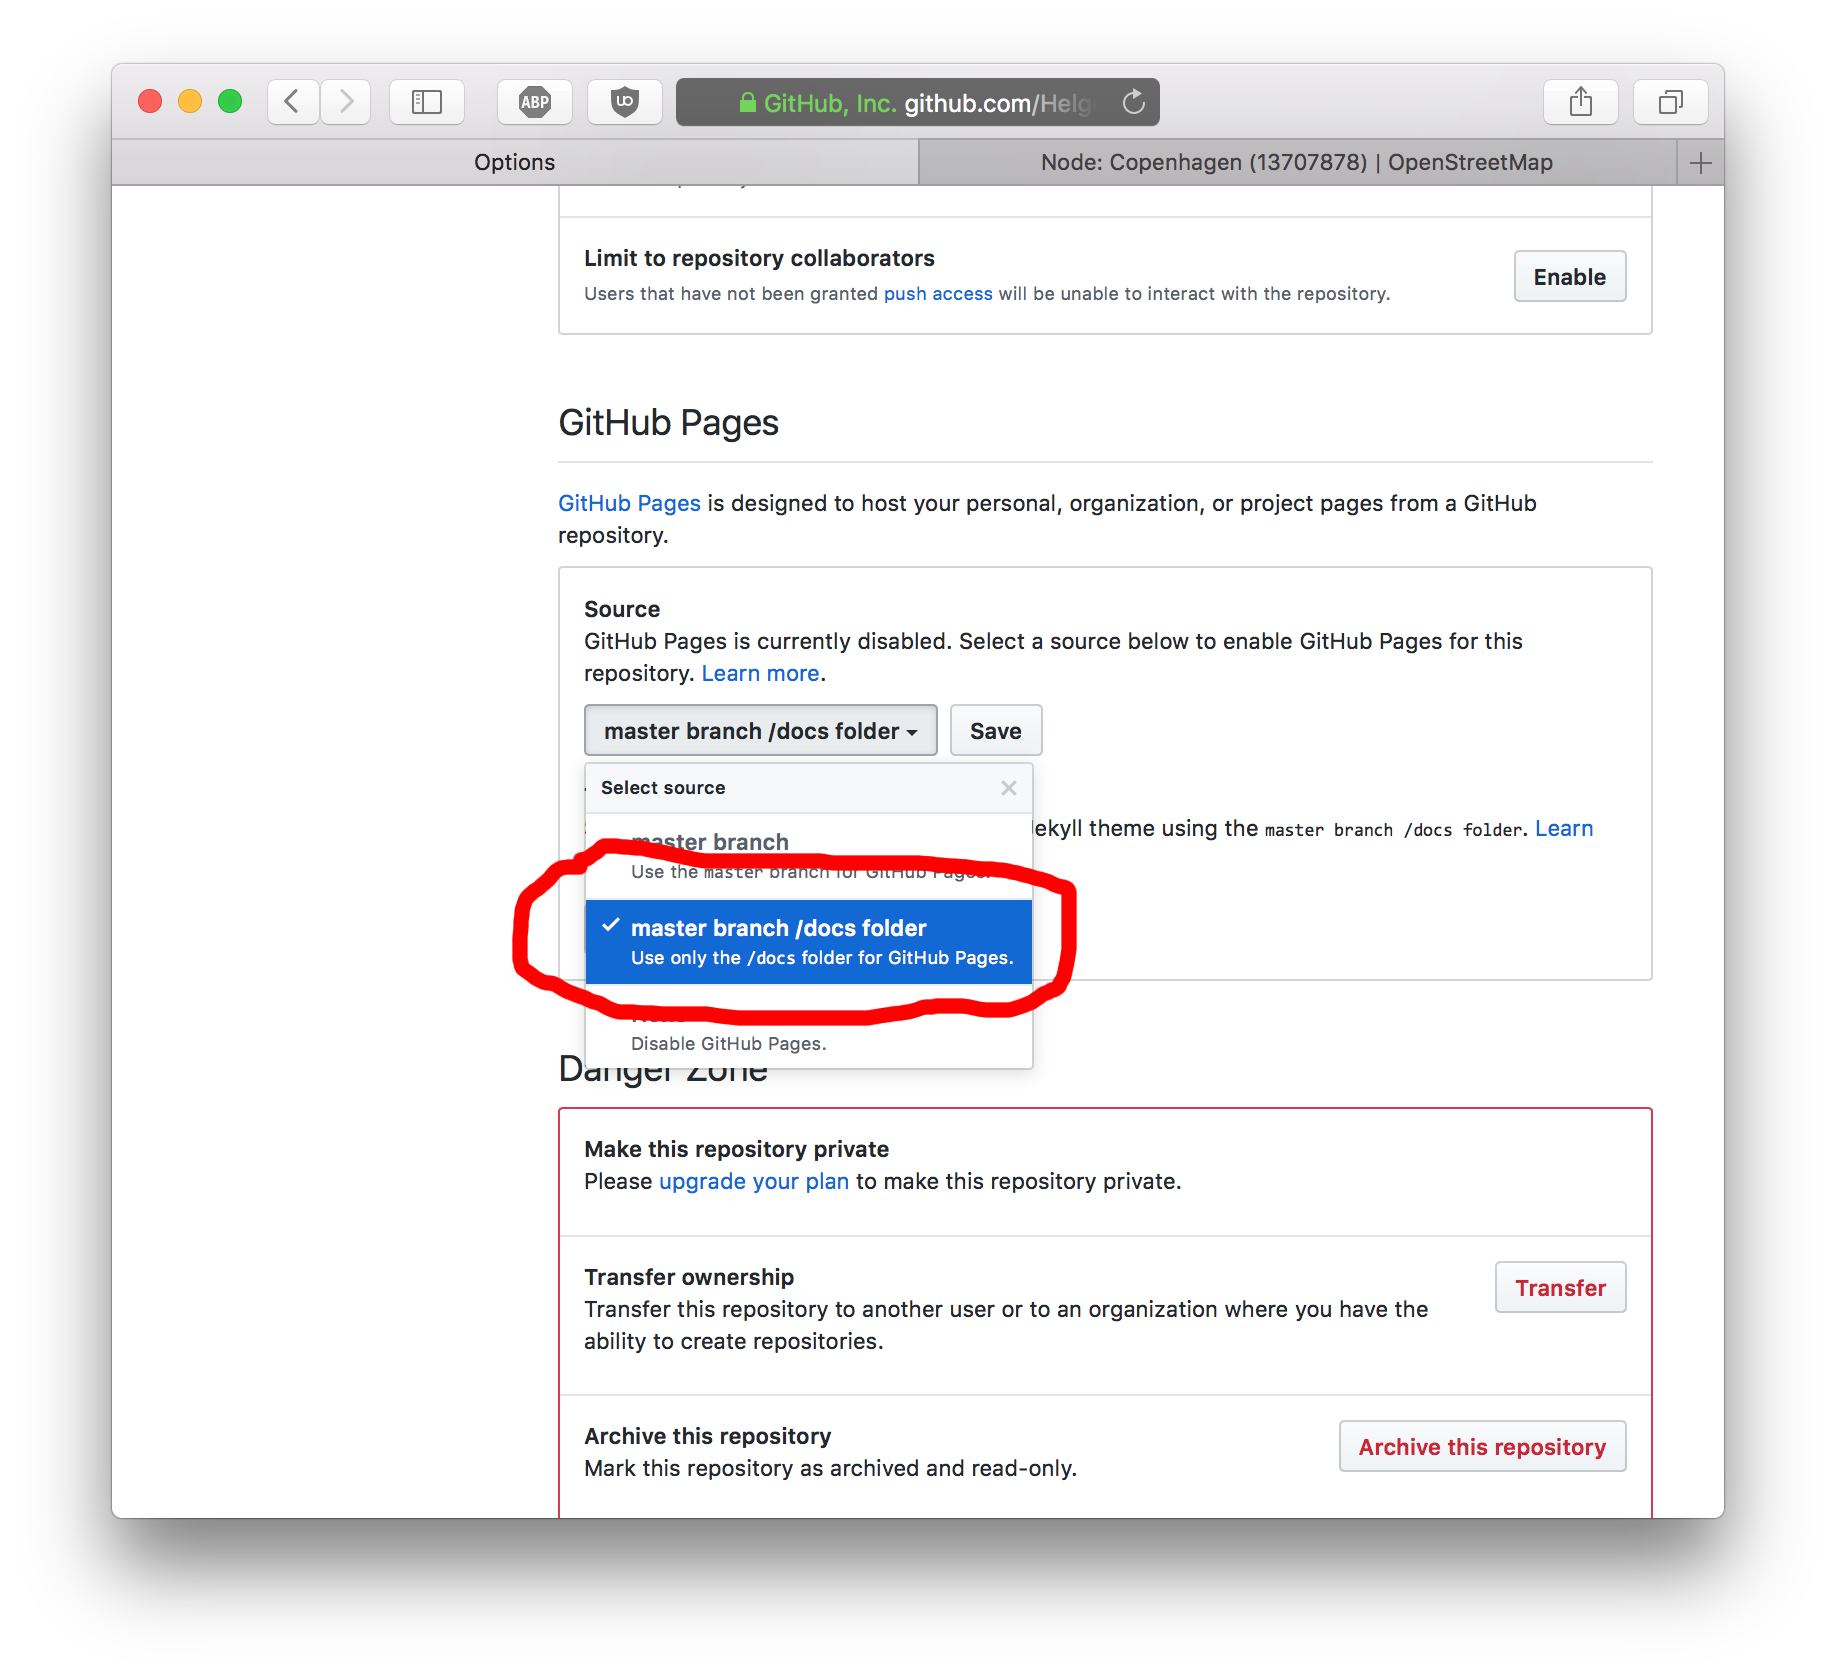 ABP
GitHub, Inc. github.com/Helg
Options
Node: Copenhagen (13707878) | OpenStreetMap
Limit to repository collaborators
Enable
Users that have not been granted push access will be unable to interact with the repository.
GitHub Pages
GitHub Pages is designed to host your personal, organization, or project pages from a GitHub
repository.
Source
GitHub Pages is currently disabled. Select a source below to enable GitHub Pages for this
repository. Learn more.
master branch /docs folder
Save
Select source
master branch
ekyll theme using the master branch /docs folder. Learn
Use the master branch for GitHub Pages.
master branch /docs folder
Use only the /docs folder for GitHub Pages.
Disable GitHub Pages.
Danger Zone
Make this repository private
Please upgrade your plan to make this repository private.
Transfer ownership
Transfer
Transfer this repository to another user or to an organization where you have the
ability to create repositories.
Archive this repository
Archive this repository
Mark this repository as archived and read-only.